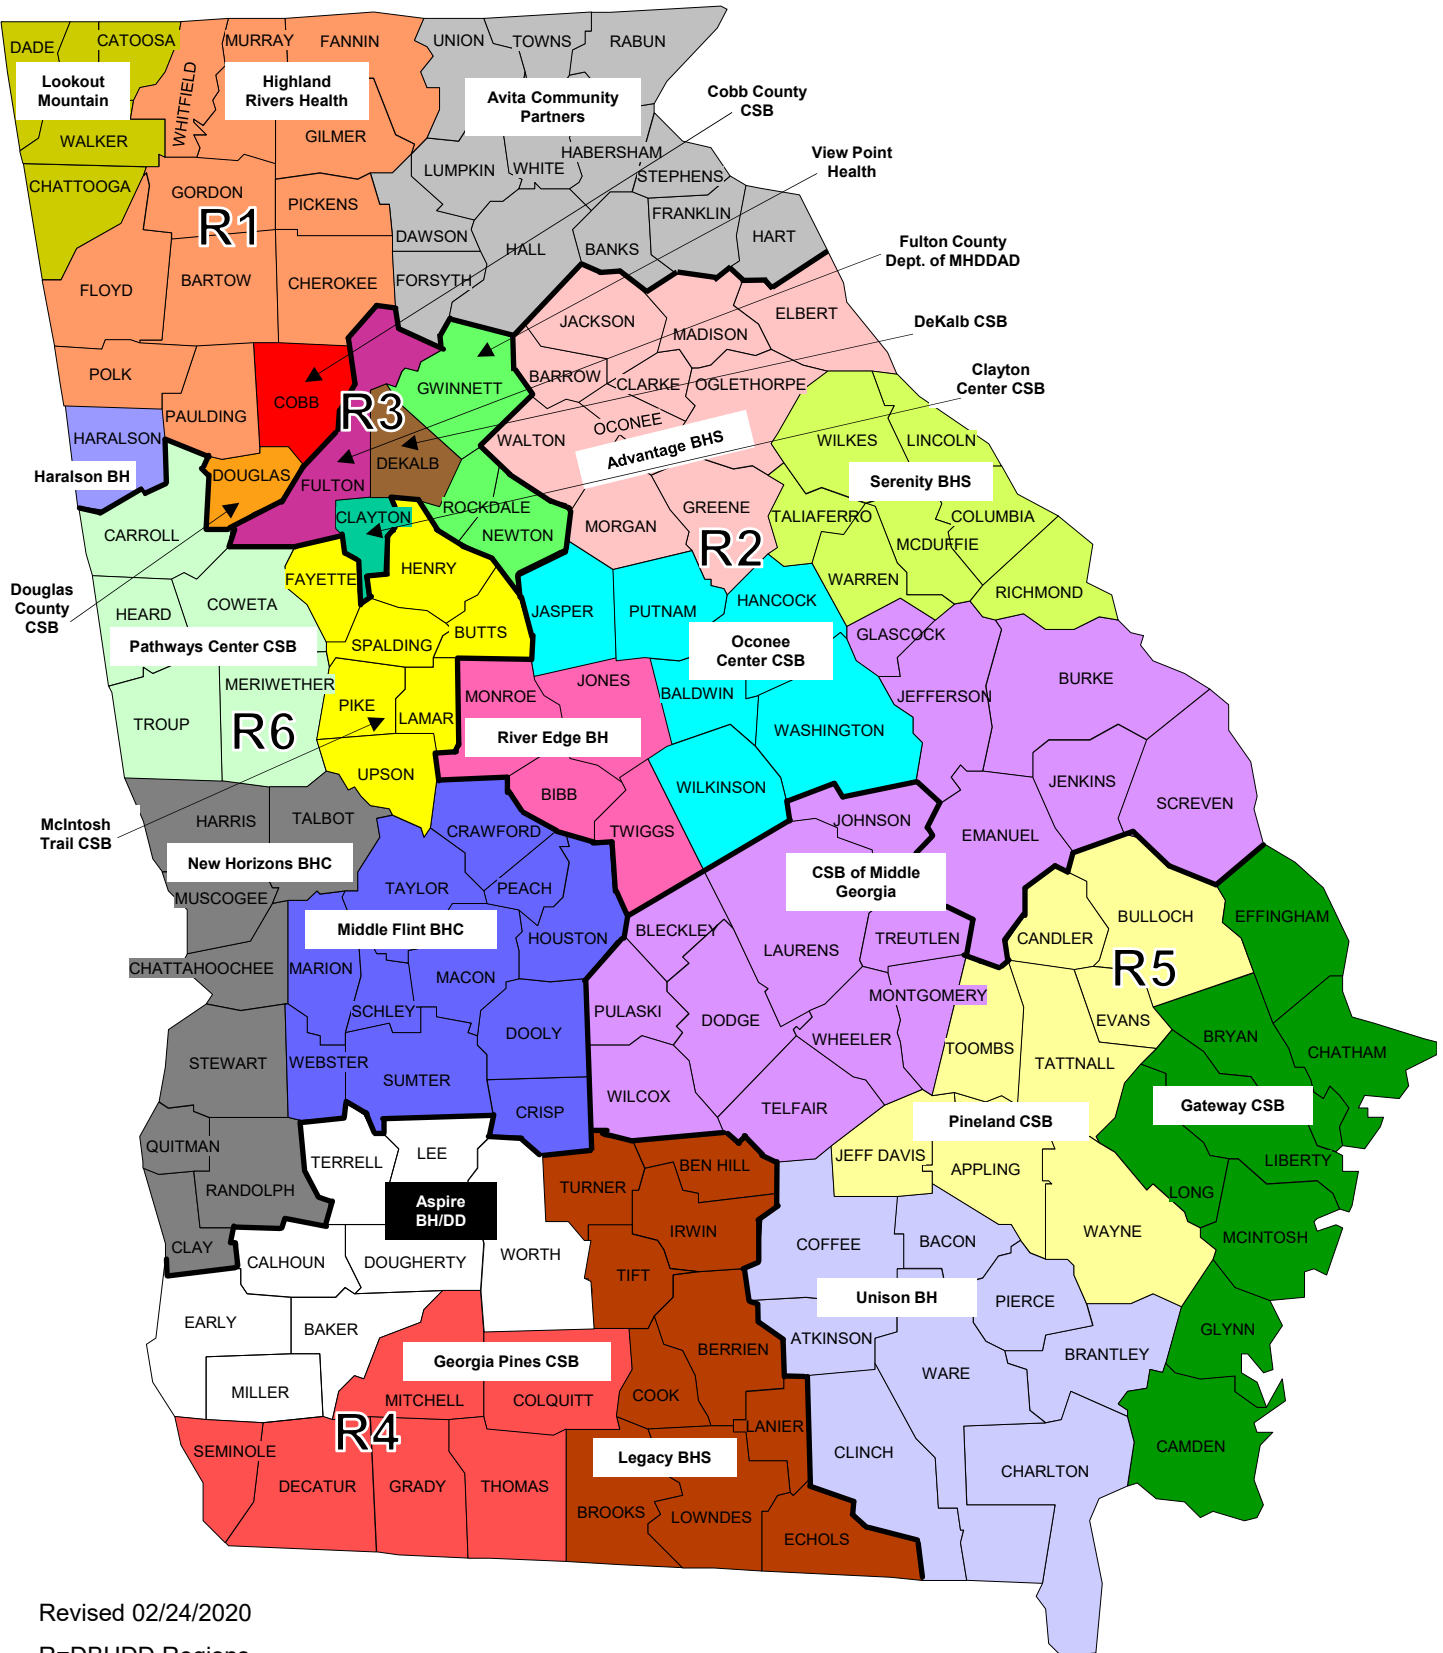 DADE
CATOOSA
MURRAY
FANNIN
UNION
TOWNS
RABUN
Lookout
Mountain
WHITFIELD
Highland
Rivers Health
Avita Community
Partners
Cobb County
CSB
WALKER
GILMER
LUMPKIN
WHITE
HABERSHAM
STEPHENS
View Point
Health
CHATTOOGA
GORDON
PICKENS
FRANKLIN
R1
DAWSON
HALL
BANKS
HART
Fulton County
Dept. of MHDDAD
FLOYD
BARTOW
CHEROKEE
FORSYTH
JACKSON
MADISON
ELBERT
DeKalb CSB
POLK
PAULDING
COBB
R3
GWINNETT
BARROW
CLARKE
OGLETHORPE
Clayton
Center CSB
HARALSON
OCONEE
WALTON
Advantage BHS
WILKES
LINCOLN
Haralson BH
DOUGLAS
FULTON
DEKALB
Serenity BHS
CARROLL
CLAYTON
ROCKDALE
NEWTON
MORGAN
GREENE
R2
TALIAFERRO
COLUMBIA
MCDUFFIE
FAYETTE
HENRY
WARREN
RICHMOND
Douglas
County
CSB
HEARD
COWETA
JASPER
PUTNAM
HANCOCK
Pathways Center CSB
SPALDING
BUTTS
Oconee
Center CSB
GLASCOCK
MERIWETHER
PIKE
LAMAR
MONROE
JONES
BALDWIN
JEFFERSON
BURKE
TROUP
R6
River Edge BH
WASHINGTON
UPSON
BIBB
WILKINSON
JENKINS
SCREVEN
McIntosh
Trail CSB
HARRIS
TALBOT
CRAWFORD
TWIGGS
JOHNSON
EMANUEL
New Horizons BHC
MUSCOGEE
TAYLOR
PEACH
CSB of Middle
Georgia
Middle Flint BHC
HOUSTON
BLECKLEY
LAURENS
TREUTLEN
CANDLER
BULLOCH
EFFINGHAM
R5
CHATTAHOOCHEE
MARION
MACON
SCHLEY
PULASKI
DODGE
MONTGOMERY
WHEELER
TOOMBS
EVANS
TATTNALL
BRYAN
CHATHAM
STEWART
WEBSTER
SUMTER
DOOLY
CRISP
WILCOX
TELFAIR
Pineland CSB
Gateway CSB
QUITMAN
RANDOLPH
TERRELL
LEE
TURNER
BEN HILL
JEFF DAVIS
APPLING
LIBERTY
LONG
Aspire
BH/DD
CLAY
CALHOUN
DOUGHERTY
WORTH
IRWIN
TIFT
COFFEE
BACON
WAYNE
MCINTOSH
EARLY
BAKER
Unison BH
PIERCE
GLYNN
Georgia Pines CSB
BERRIEN
ATKINSON
WARE
BRANTLEY
MILLER
MITCHELL
COLQUITT
COOK
R4
SEMINOLE
LANIER
CLINCH
CHARLTON
CAMDEN
DECATUR
GRADY
THOMAS
Legacy BHS
BROOKS
LOWNDES
ECHOLS
Revised 02/24/2020
R=DBHDD Regions